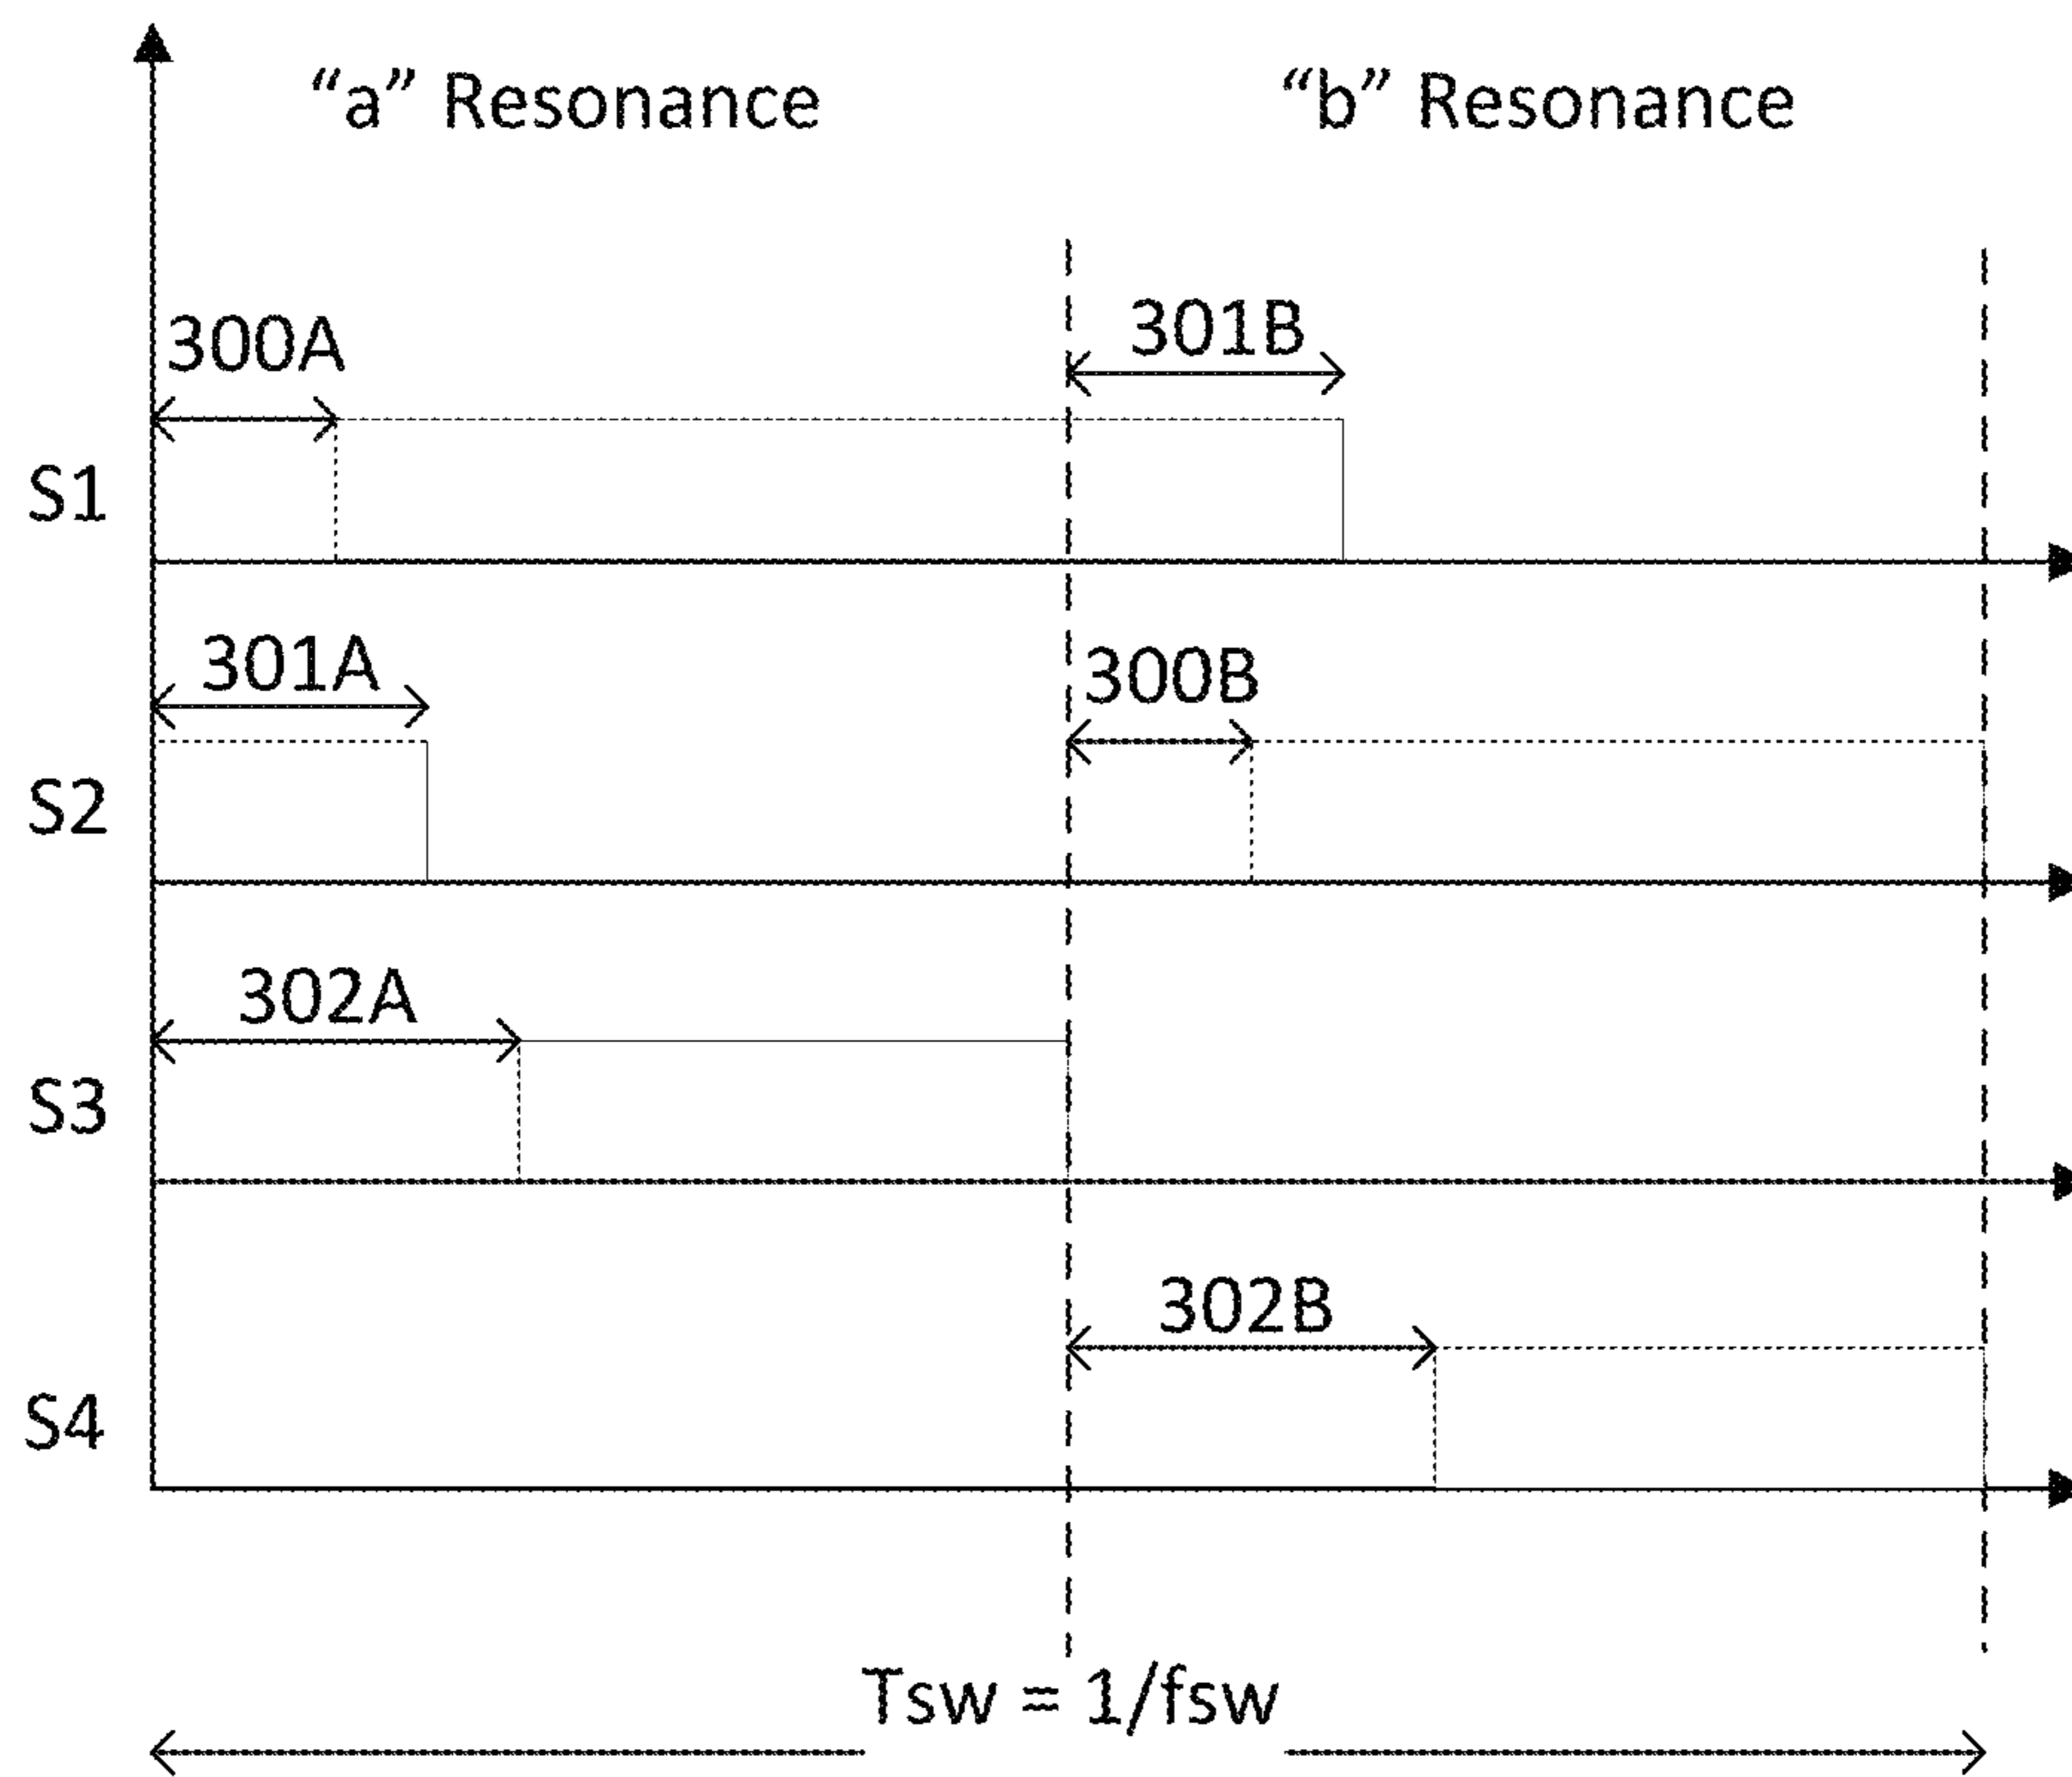 “a” Resonance
“b” Resonance
300A
301B
S1
301A
300B
S2
302A
S3
302B
S4
Tsw = 1/fsw